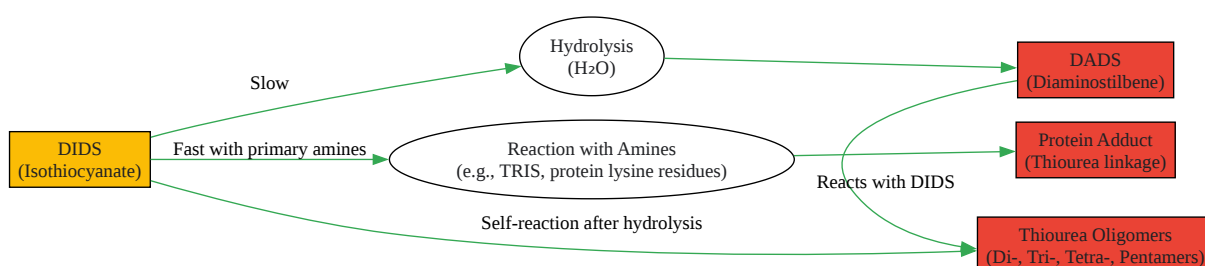 Hydrolysis
(H₂O)
DADS
(Diaminostilbene)
Slow
DIDS
(Isothiocyanate)
Fast with primary amines
Reaction with Amines
(e.g., TRIS, protein lysine residues)
Protein Adduct
(Thiourea linkage)
Reacts with DIDS
Self-reaction after hydrolysis
Thiourea Oligomers
(Di-, Tri-, Tetra-, Pentamers)